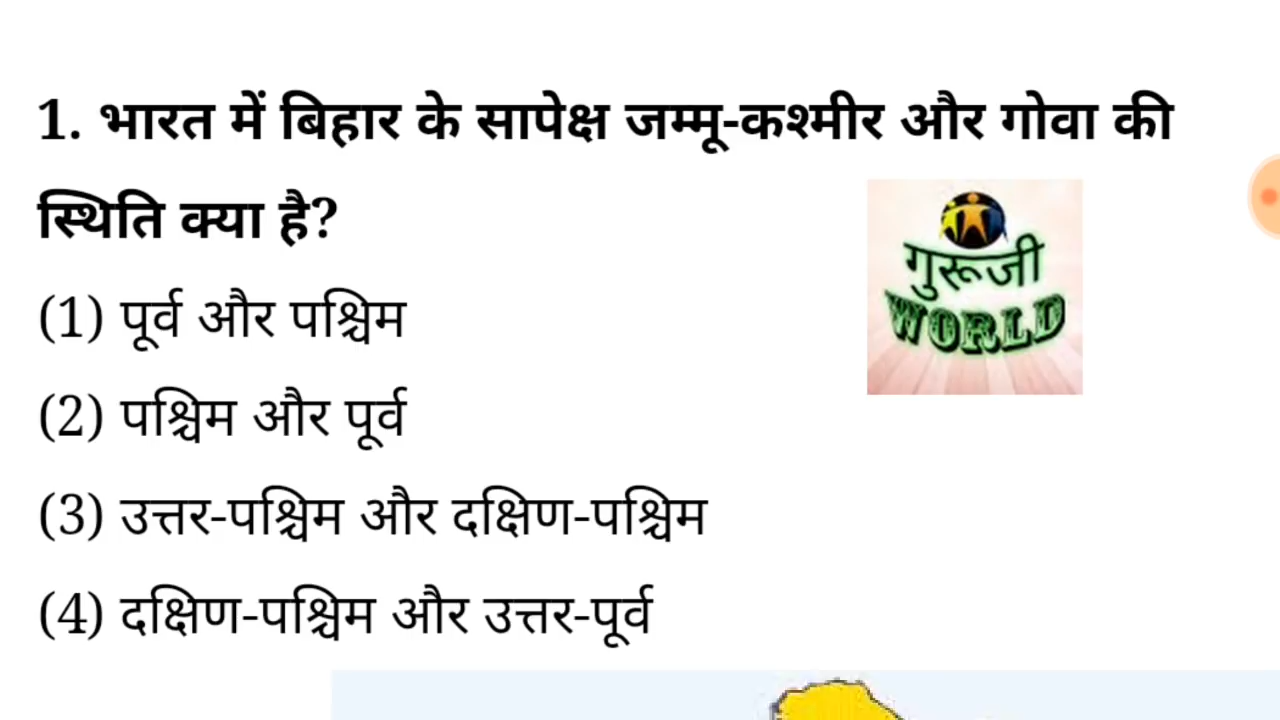 1. भारत में बिहार के सापेक्ष जम्मू-कश्मीर और गोवा की
स्थिति क्या है?
गुरूजी
WORLD
(1) पूर्व और पश्चिम
(2) पश्चिम और पूर्व
(3) उत्तर-पश्चिम और दक्षिण-पश्चिम
(4) दक्षिण-पश्चिम और उत्तर-पूर्व